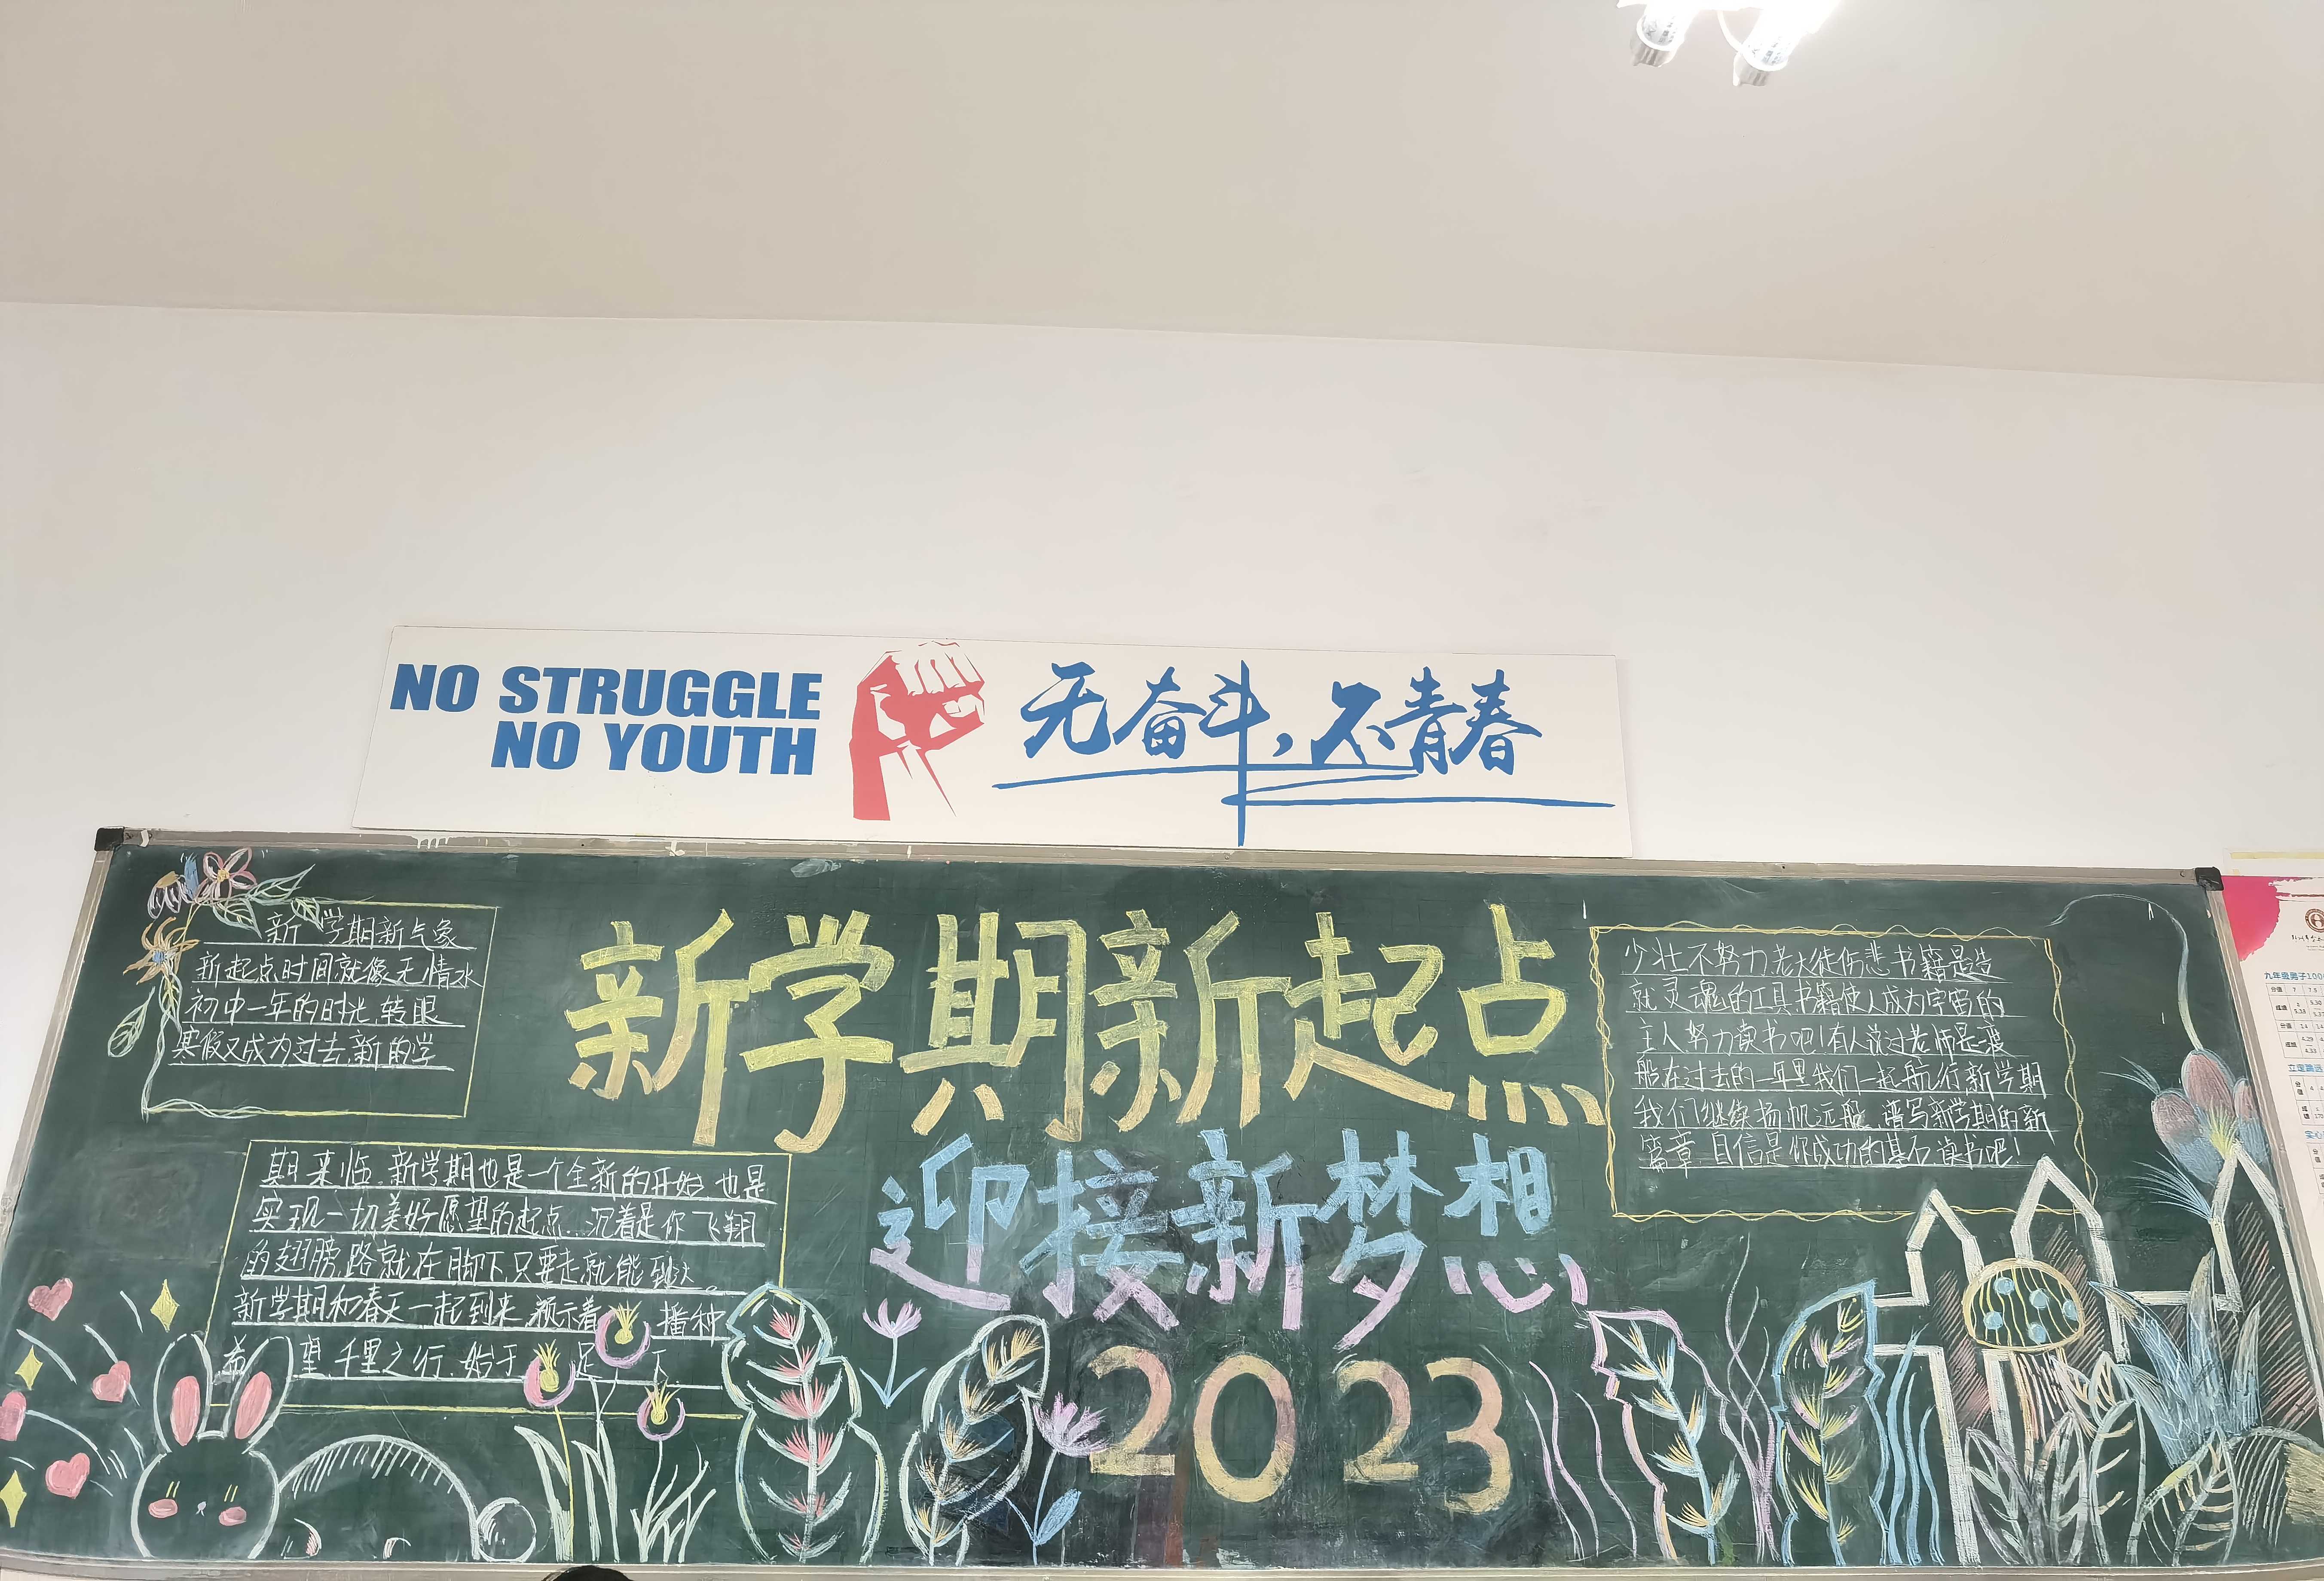 NO STRUGGLE
NO YOUTH
无奋斗,不青春
新学期新起点
迎接新梦想
2023
新学期新气象
新起点,时间就像无情水
初中一年的时光,转眼
寒假又成为过去,新的学
期来临,新学期也是一个全新的开始,也是
实现一切美好愿望的起点...沉着是你飞翔
的翅膀,路就在脚下,只要走就能到达。
新学期和春天一起到来,预示着播种
希望,千里之行,始于足下.
少壮不努力,老大徒伤悲,书籍是造
就灵魂的工具,书籍使人成为宇宙的
主人,努力读书吧!有人说过老师是一艘
船在过去的一年里我们一起航行新学期
我们继续扬帆远航,谱写新学期的新
篇章,自信是你成功的基石读书吧!